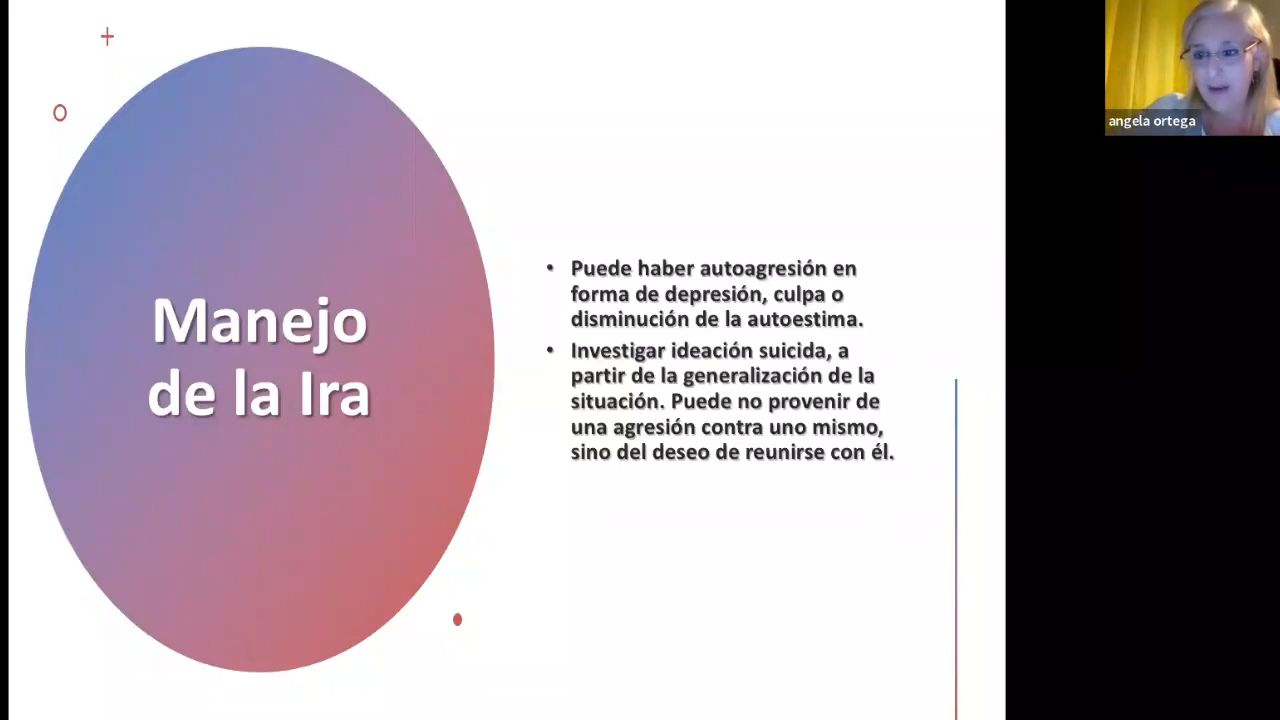 Manejo
de la Ira
• Puede haber autoagresión en
forma de depresión, culpa o
disminución de la autoestima.
• Investigar ideación suicida, a
partir de la generalización de la
situación. Puede no provenir de
una agresión contra uno mismo,
sino del deseo de reunirse con él.
angela ortega